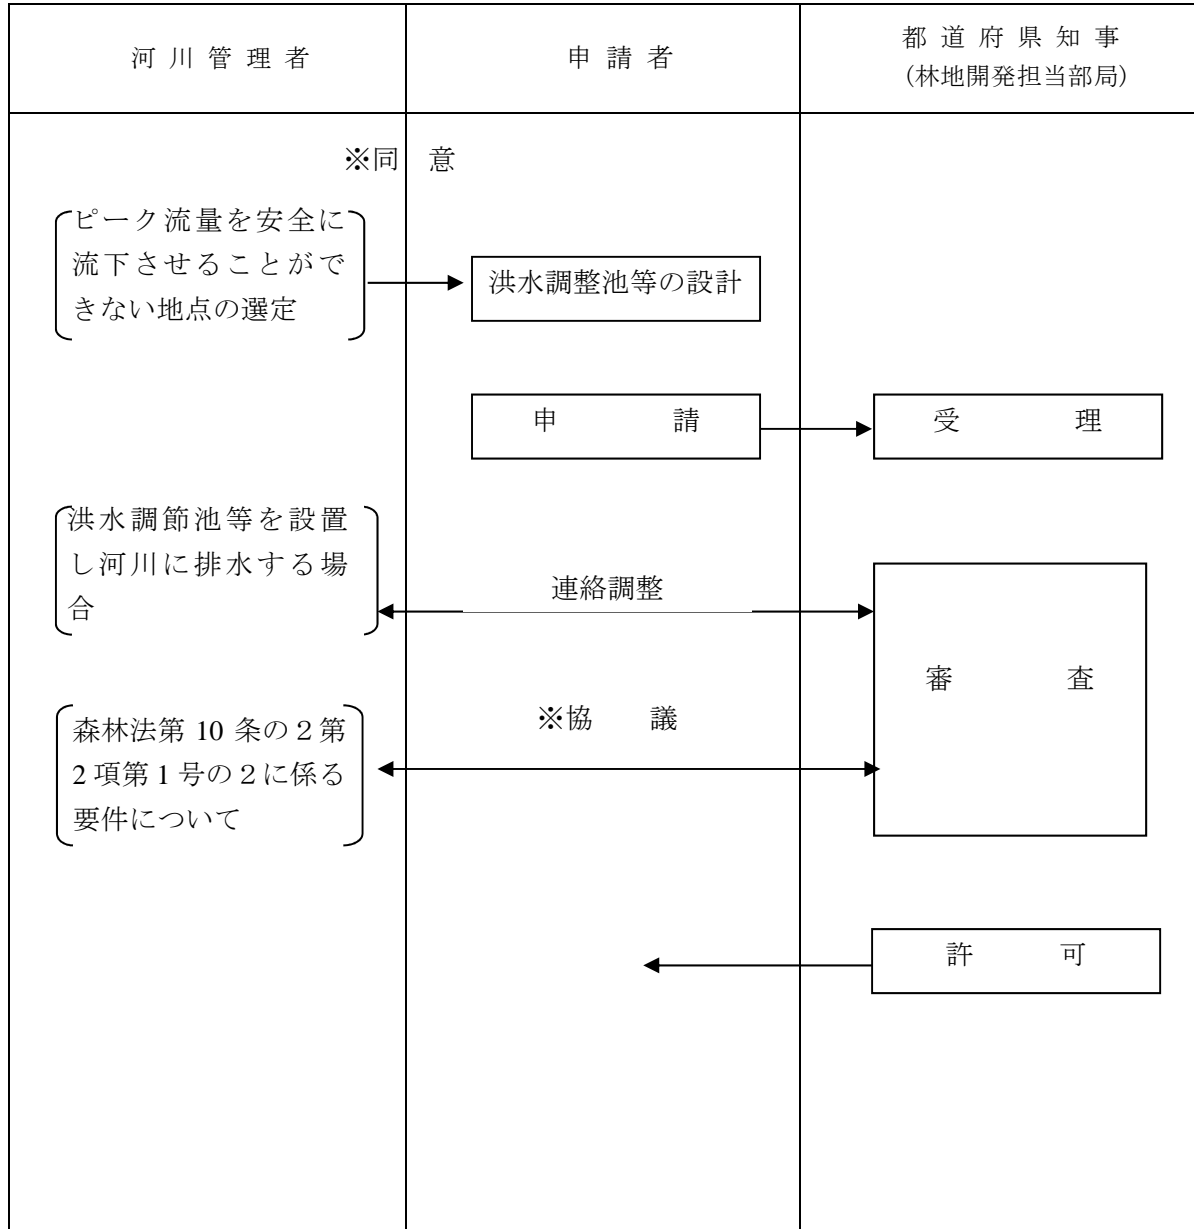 河川管理者
申請者
都道府県知事
(林地開発担当部局)
※同 意
ピーク流量を安全に
流下させることがで
きない地点の選定
洪水調整池等の設計
申 請
受 理
洪水調節池等を設置
し河川に排水する場
合
連絡調整
審 査
※協 議
森林法第 10 条の２第
2 項第 1 号の２に係る
要件について
許 可